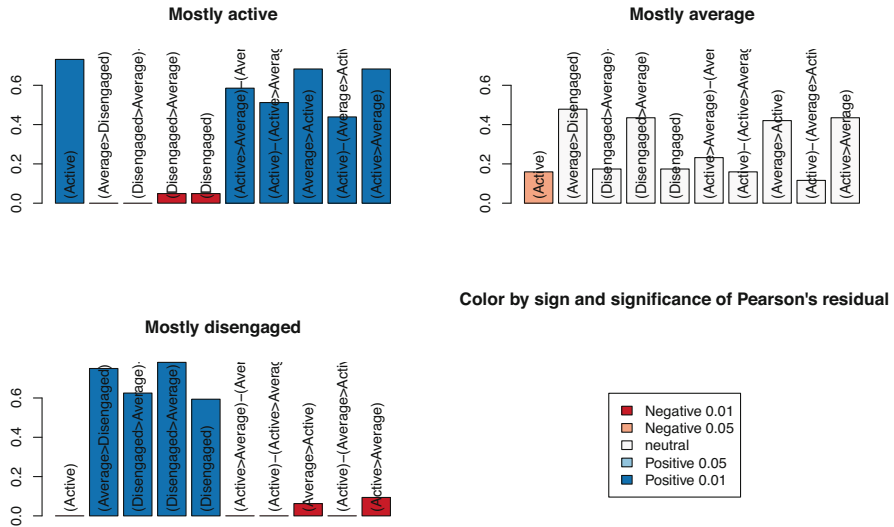 Mostly active
0.0
0.2
0.4
0.6
(Active)
(Average>Disengaged)
(Disengaged>Average)-
(Disengaged>Average)
(Disengaged)
(Active>Average)−(Aver
(Active)−(Active>Averag
(Average>Active)
(Active)−(Average>Activ
(Active>Average)
Mostly average
0.0
0.2
0.4
0.6
(Active)
(Average>Disengaged)
(Disengaged>Average)-
(Disengaged>Average)
(Disengaged)
(Active>Average)−(Aver
(Active)−(Active>Averag
(Average>Active)
(Active)−(Average>Activ
(Active>Average)
Mostly disengaged
0.0
0.2
0.4
0.6
(Active)
(Average>Disengaged)
(Disengaged>Average)-
(Disengaged>Average)
(Disengaged)
(Active>Average)−(Aver
(Active)−(Active>Averag
(Average>Active)
(Active)−(Average>Activ
(Active>Average)
Color by sign and significance of Pearson's residual
Negative 0.01
Negative 0.05
neutral
Positive 0.05
Positive 0.01